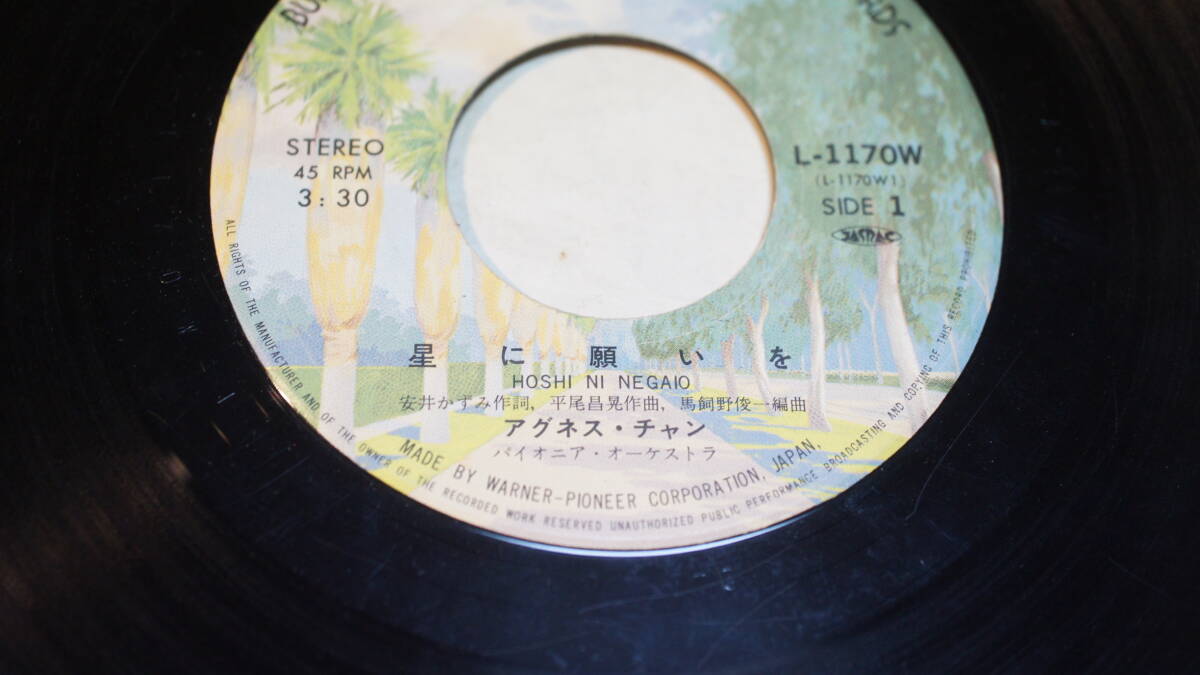 STEREO
45 RPM
3:30
L-1170W
(L-1170W1)
SIDE 1
JASRAC
星に願いを
HOSHI NI NEGAIO
安井かずみ作詞, 平尾昌晃作曲, 馬飼野俊一編曲
アグネス・チャン
パイオニア・オーケストラ
MADE BY WARNER-PIONEER CORPORATION, JAPAN,
ALL RIGHTS OF THE MANUFACTURER AND OF THE OWNER OF THE RECORDED WORK RESERVED UNAUTHORIZED PUBLIC PERFORMANCE BROADCASTING AND COPYING OF THIS RECORD PROHIBITED